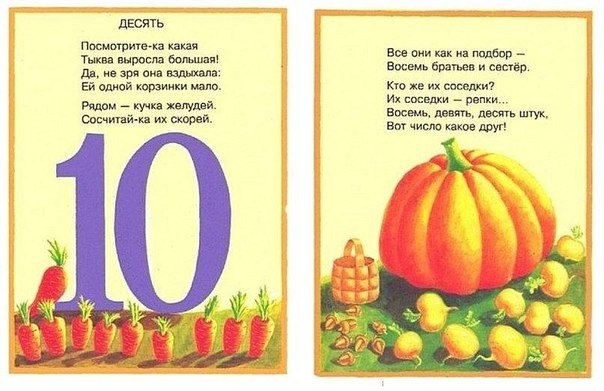 ДЕСЯТЬ
Посмотрите-ка какая
Тыква выросла большая!
Да, не зря она вздыхала:
Ей одной корзинки мало.
Рядом — кучка желудей.
Сосчитай-ка их скорей.
10
Все они как на подбор —
Восемь братьев и сестёр.
Кто же их соседки?
Их соседки — репки...
Восемь, девять, десять штук,
Вот число какое друг!